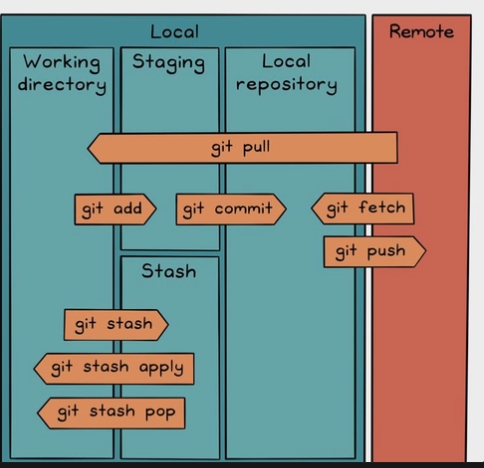 Local
Remote
Working
directory
Staging
Local
repository
git pull
git add
git commit
git fetch
git push
Stash
git stash
git stash apply
git stash pop